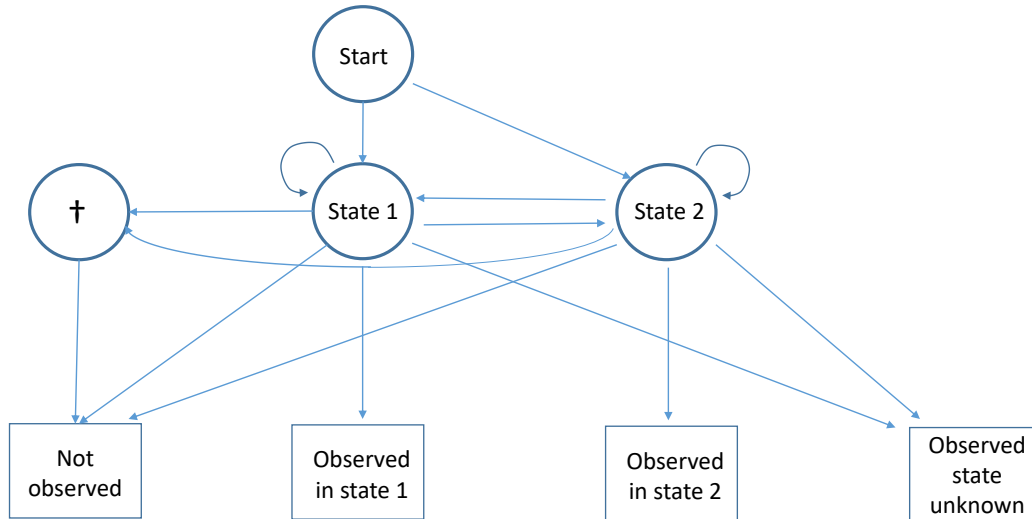 Start
†
State 1
State 2
Not
observed
Observed
in state 1
Observed
in state 2
Observed
state
unknown